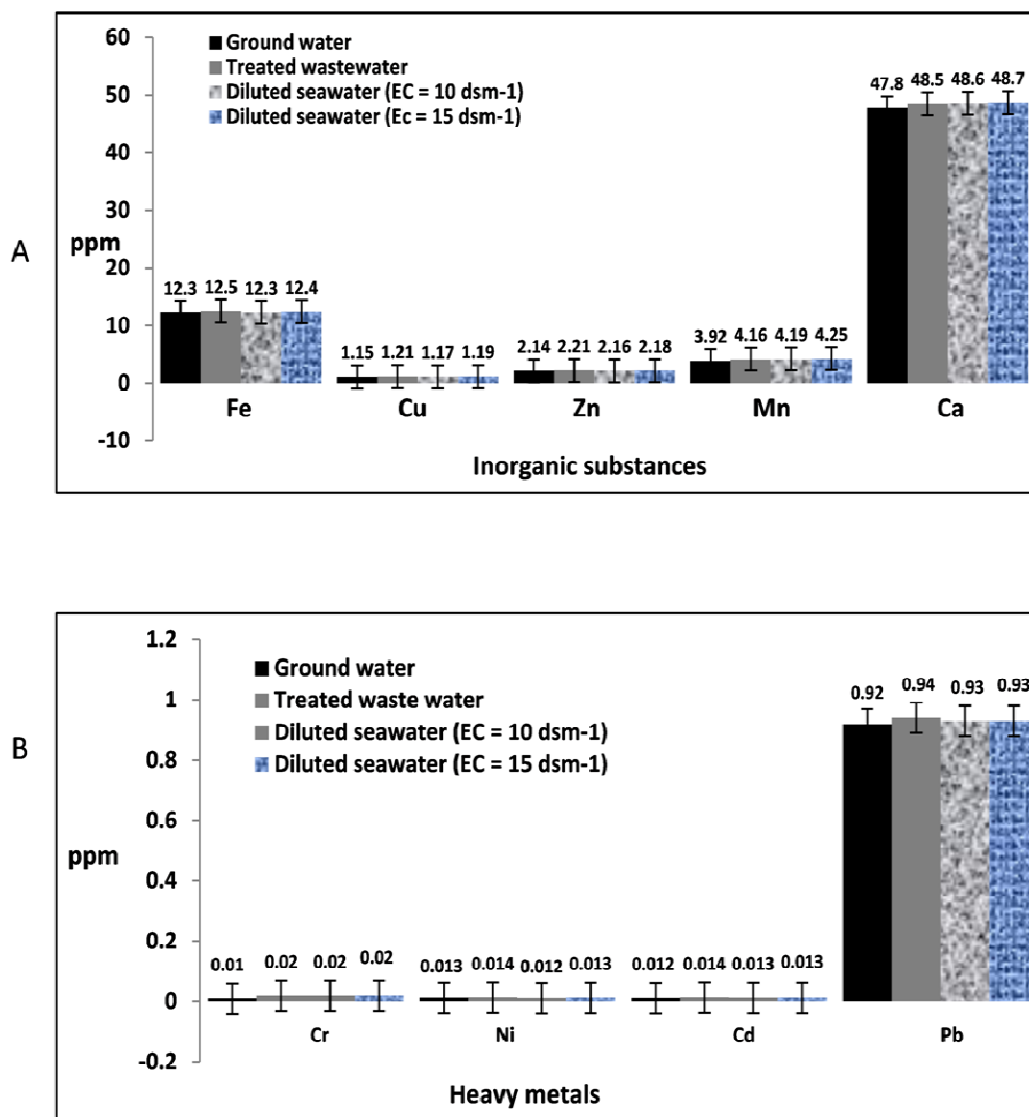 A
60
50
40
30
20
10
0
-10
ppm
Ground water
Treated wastewater
Diluted seawater (EC = 10 dsm-1)
Diluted seawater (Ec = 15 dsm-1)
12.3 12.5 12.3 12.4
1.15 1.21 1.17 1.19
2.14 2.21 2.16 2.18
3.92 4.16 4.19 4.25
47.8 48.5 48.6 48.7
Fe Cu Zn Mn Ca
Inorganic substances
B
1.2
1
0.8
0.6
0.4
0.2
0
-0.2
ppm
Ground water
Treated waste water
Diluted seawater (EC = 10 dsm-1)
Diluted seawater (EC = 15 dsm-1)
0.01 0.02 0.02 0.02
0.013 0.014 0.012 0.013
0.012 0.014 0.013 0.013
0.92 0.94 0.93 0.93
Cr Ni Cd Pb
Heavy metals